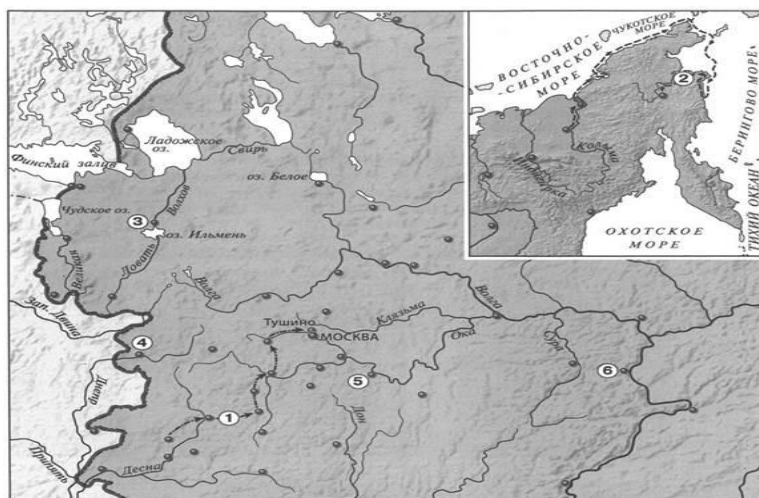 Ладожское
оз.
Свирь
Финский залив
оз. Белое
Чудское оз.
Волхов
3
оз. Ильмень
Великая
Ловать
Зап. Двина
Волга
Клязьма
Волга
Тушино
МОСКВА
Ока
Сура
4
5
6
Днепр
Дон
1
Десна
Припять
ВОСТОЧНО-
-СИБИРСКОЕ
МОРЕ
ЧУКОТСКОЕ
МОРЕ
2
Колыма
Индигирка
БЕРИНГОВО МОРЕ
ТИХИЙ ОКЕАН
ОХОТСКОЕ
МОРЕ